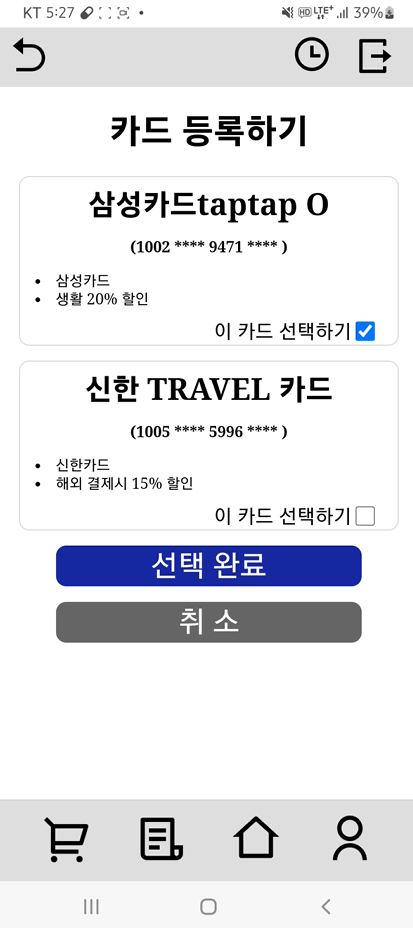 KT 5:27
HD LTE+ 39%
카드 등록하기
삼성카드taptap O
(1002 **** 9471 **** )
• 삼성카드
• 생활 20% 할인
이 카드 선택하기
신한 TRAVEL 카드
(1005 **** 5996 **** )
• 신한카드
• 해외 결제시 15% 할인
이 카드 선택하기
선택 완료
취 소